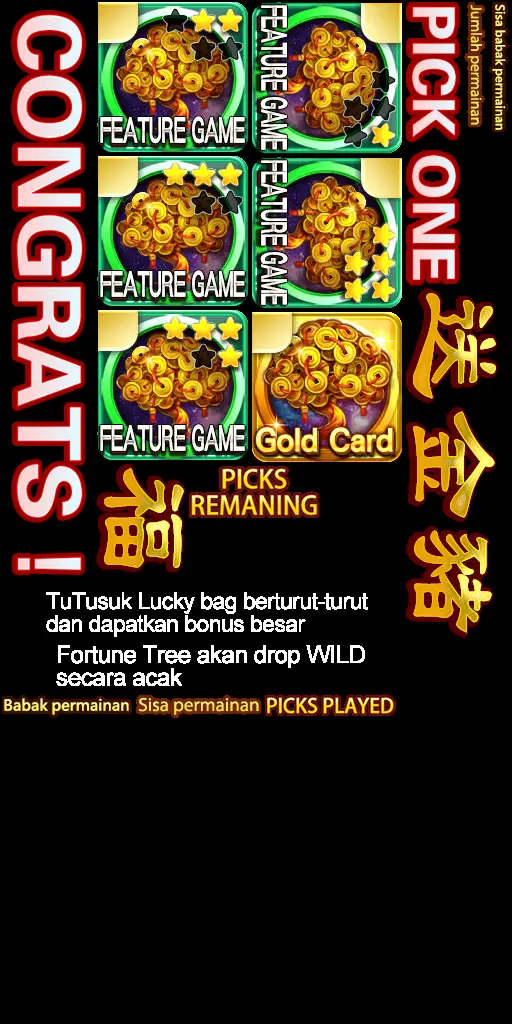 CONGRATS !
FEATURE GAME
FEATURE GAME
FEATURE GAME
FEATURE GAME
FEATURE GAME
Gold Card
PICK ONE
Jumlah permainan
Sisa babak permainan
送金豬
福
PICKS
REMANING
TuTusuk Lucky bag berturut-turut
dan dapatkan bonus besar
Fortune Tree akan drop WILD
secara acak
Babak permainan
Sisa permainan
PICKS PLAYED